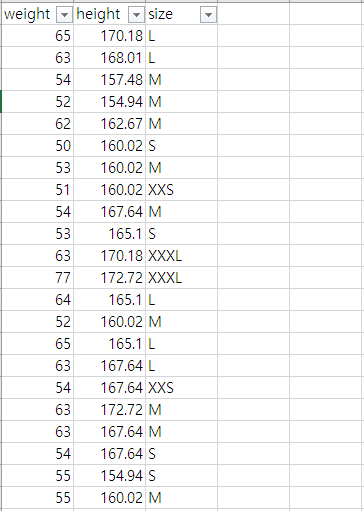 weight height size
65 170.18 L
63 168.01 L
54 157.48 M
52 154.94 M
62 162.67 M
50 160.02 S
53 160.02 M
51 160.02 XXS
54 167.64 M
53 165.1 S
63 170.18 XXXL
77 172.72 XXXL
64 165.1 L
52 160.02 M
65 165.1 L
63 167.64 L
54 167.64 XXS
63 172.72 M
63 167.64 M
54 167.64 S
55 154.94 S
55 160.02 M